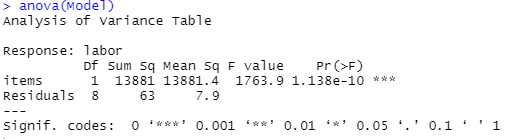 > anova(Model)
Analysis of Variance Table
Response: labor
Df Sum Sq Mean Sq F value Pr(>F)
items 1 13881 13881.4 1763.9 1.138e-10 ***
Residuals 8 63 7.9
---
Signif. codes: 0 ‘***’ 0.001 ‘**’ 0.01 ‘*’ 0.05 ‘.’ 0.1 ‘ ’ 1